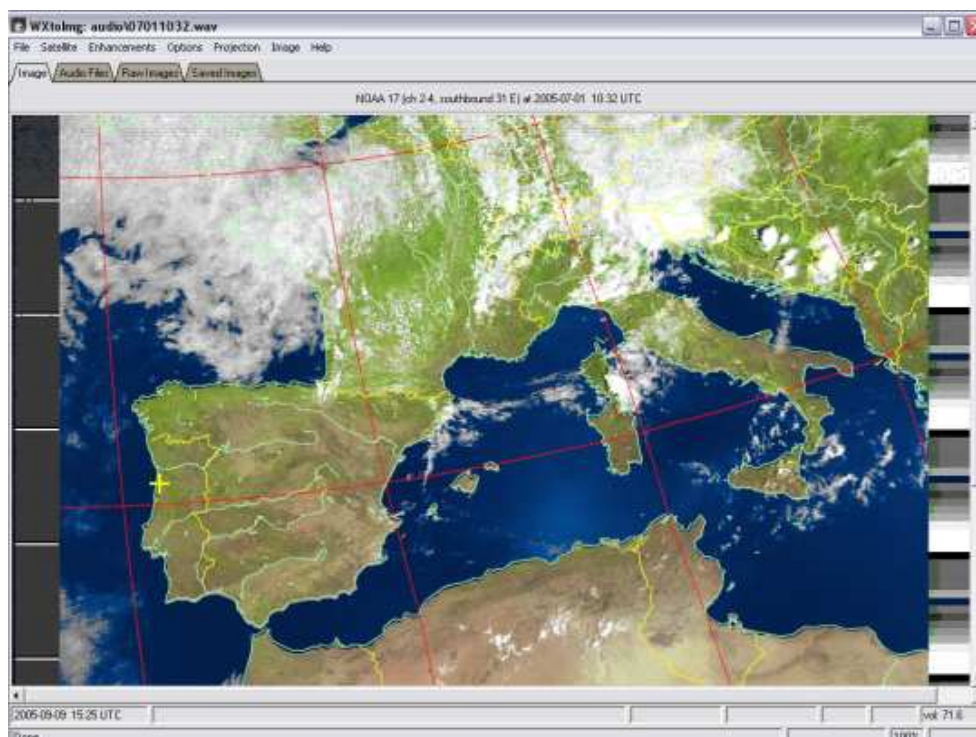 WXtoImg: audio\07011032.wav
File Satellite Enhancements Options Projection Image Help
Image Audio Files Raw Images Saved Images
NOAA 17 (ch 2-4, southbound 31 E) at 2005-07-01 10:32 UTC
2005-09-09 15:25 UTC
vol: 71.6
Done
100%